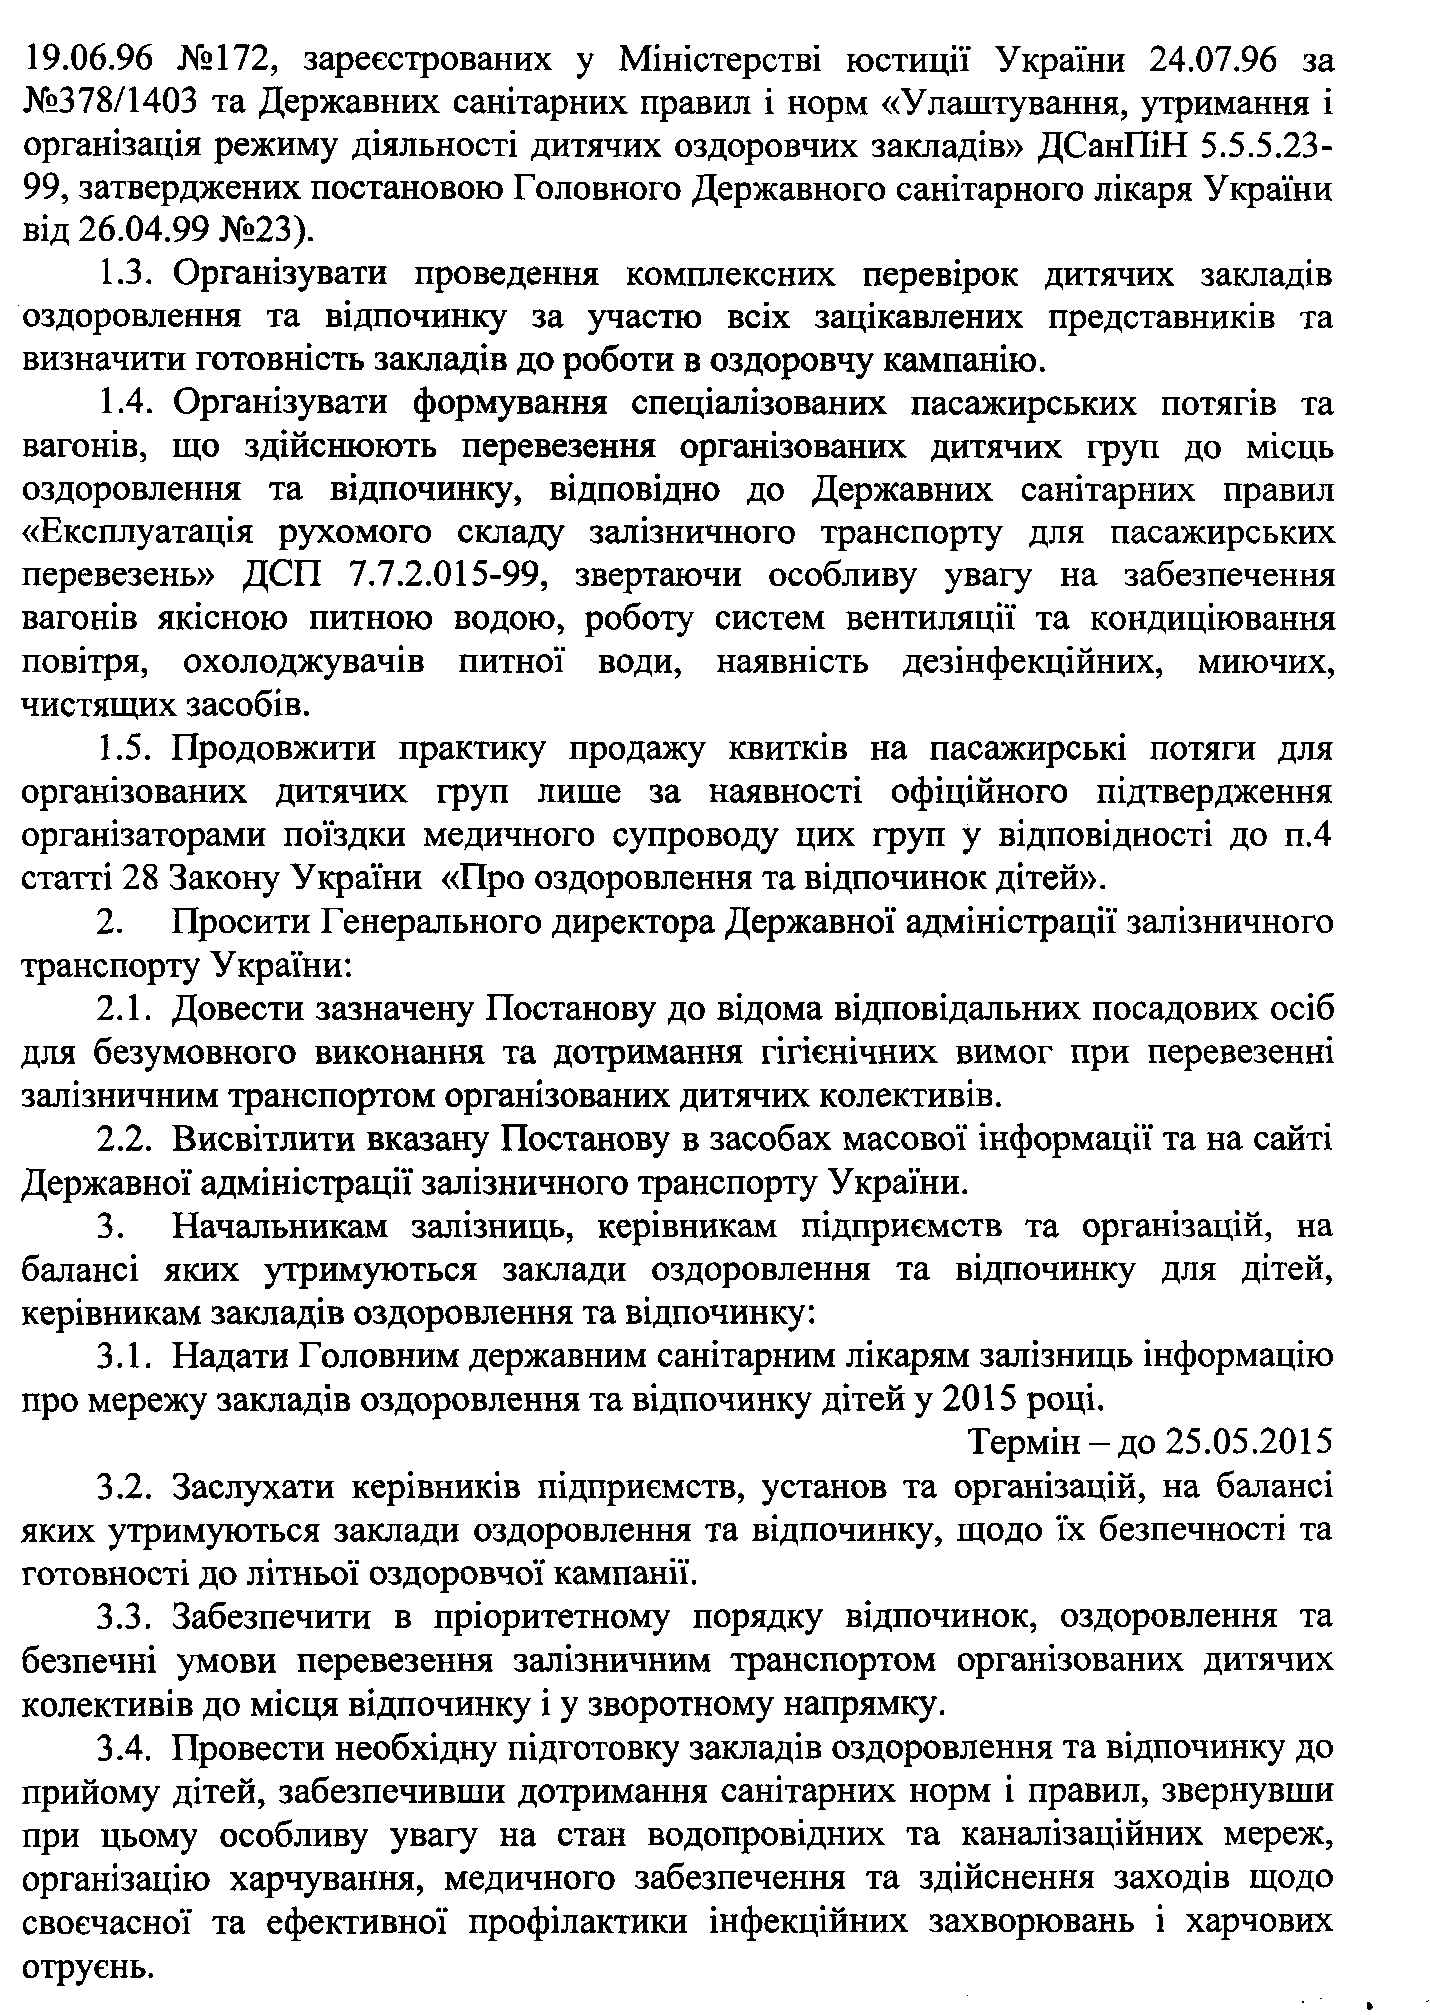 19.06.96 №172, зареєстрованих у Міністерстві юстиції України 24.07.96 за
№378/1403 та Державних санітарних правил і норм «Улаштування, утримання і
організація режиму діяльності дитячих оздоровчих закладів» ДСанПіН 5.5.5.23-
99, затверджених постановою Головного Державного санітарного лікаря України
від 26.04.99 №23).
1.3. Організувати проведення комплексних перевірок дитячих закладів
оздоровлення та відпочинку за участю всіх зацікавлених представників та
визначити готовність закладів до роботи в оздоровчу кампанію.
1.4. Організувати формування спеціалізованих пасажирських потягів та
вагонів, що здійснюють перевезення організованих дитячих груп до місць
оздоровлення та відпочинку, відповідно до Державних санітарних правил
«Експлуатація рухомого складу залізничного транспорту для пасажирських
перевезень» ДСП 7.7.2.015-99, звертаючи особливу увагу на забезпечення
вагонів якісною питною водою, роботу систем вентиляції та кондиціювання
повітря, охолоджувачів питної води, наявність дезінфекційних, миючих,
чистящих засобів.
1.5. Продовжити практику продажу квитків на пасажирські потяги для
організованих дитячих груп лише за наявності офіційного підтвердження
організаторами поїздки медичного супроводу цих груп у відповідності до п.4
статті 28 Закону України «Про оздоровлення та відпочинок дітей».
2. Просити Генерального директора Державної адміністрації залізничного
транспорту України:
2.1. Довести зазначену Постанову до відома відповідальних посадових осіб
для безумовного виконання та дотримання гігієнічних вимог при перевезенні
залізничним транспортом організованих дитячих колективів.
2.2. Висвітлити вказану Постанову в засобах масової інформації та на сайті
Державної адміністрації залізничного транспорту України.
3. Начальникам залізниць, керівникам підприємств та організацій, на
балансі яких утримуються заклади оздоровлення та відпочинку для дітей,
керівникам закладів оздоровлення та відпочинку:
3.1. Надати Головним державним санітарним лікарям залізниць інформацію
про мережу закладів оздоровлення та відпочинку дітей у 2015 році.
Термін – до 25.05.2015
3.2. Заслухати керівників підприємств, установ та організацій, на балансі
яких утримуються заклади оздоровлення та відпочинку, щодо їх безпечності та
готовності до літньої оздоровчої кампанії.
3.3. Забезпечити в пріоритетному порядку відпочинок, оздоровлення та
безпечні умови перевезення залізничним транспортом організованих дитячих
колективів до місця відпочинку і у зворотному напрямку.
3.4. Провести необхідну підготовку закладів оздоровлення та відпочинку до
прийому дітей, забезпечивши дотримання санітарних норм і правил, звернувши
при цьому особливу увагу на стан водопровідних та каналізаційних мереж,
організацію харчування, медичного забезпечення та здійснення заходів щодо
своєчасної та ефективної профілактики інфекційних захворювань і харчових
отруєнь.